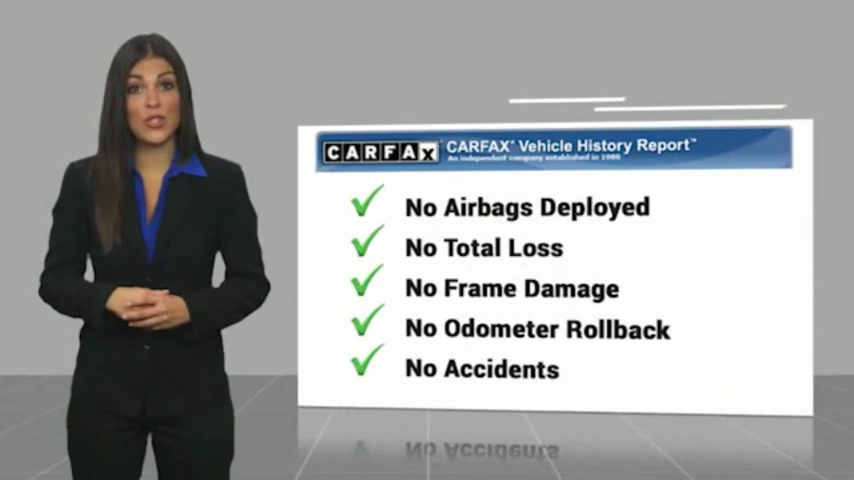 CARFAX CARFAX® Vehicle History Report™
An independent company established in 1986
No Airbags Deployed
No Total Loss
No Frame Damage
No Odometer Rollback
No Accidents
No Accidents